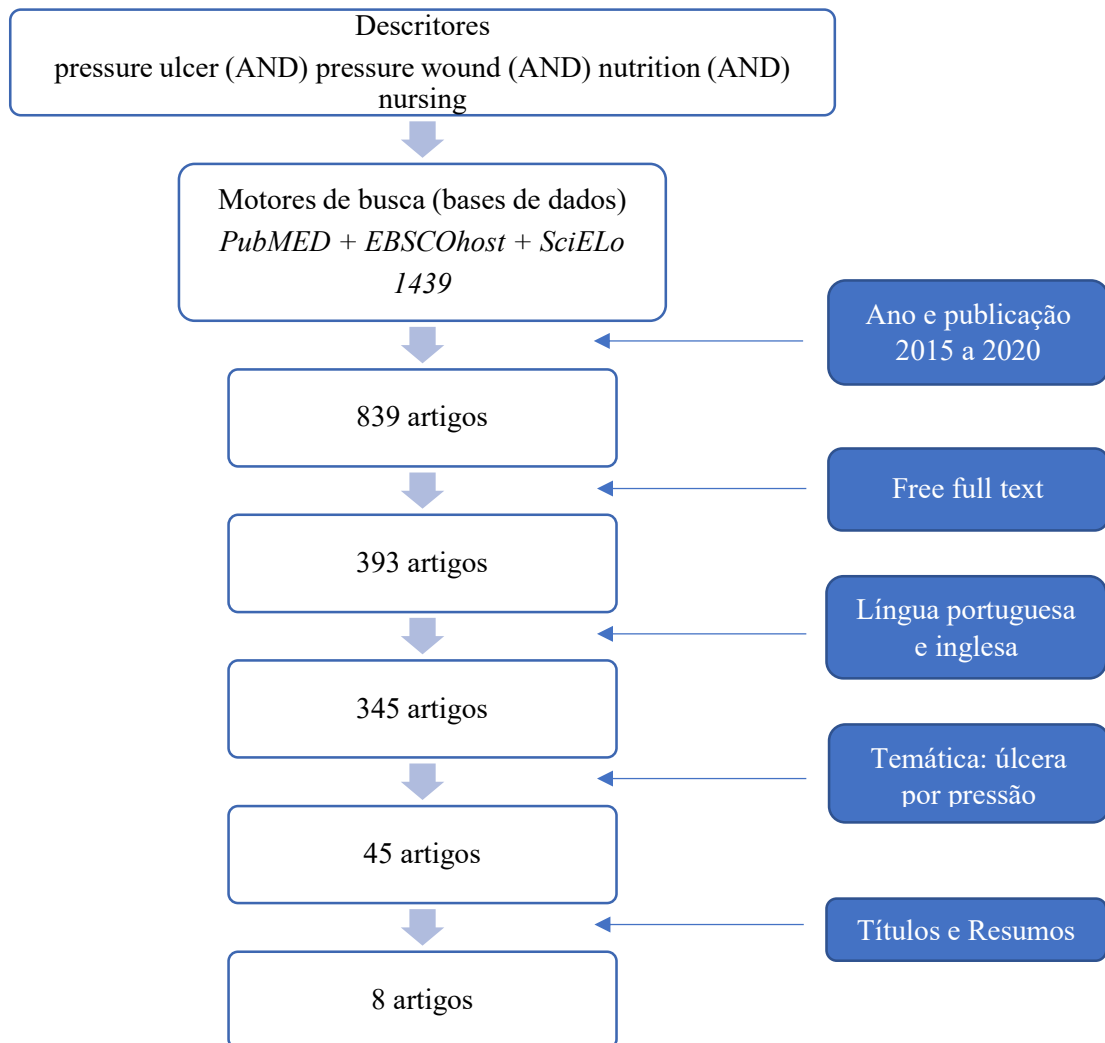 Descritores
pressure ulcer (AND) pressure wound (AND) nutrition (AND)
nursing
Motores de busca (bases de dados)
PubMED + EBSCOhost + SciELo
1439
Ano e publicação
2015 a 2020
839 artigos
Free full text
393 artigos
Língua portuguesa
e inglesa
345 artigos
Temática: úlcera
por pressão
45 artigos
Títulos e Resumos
8 artigos